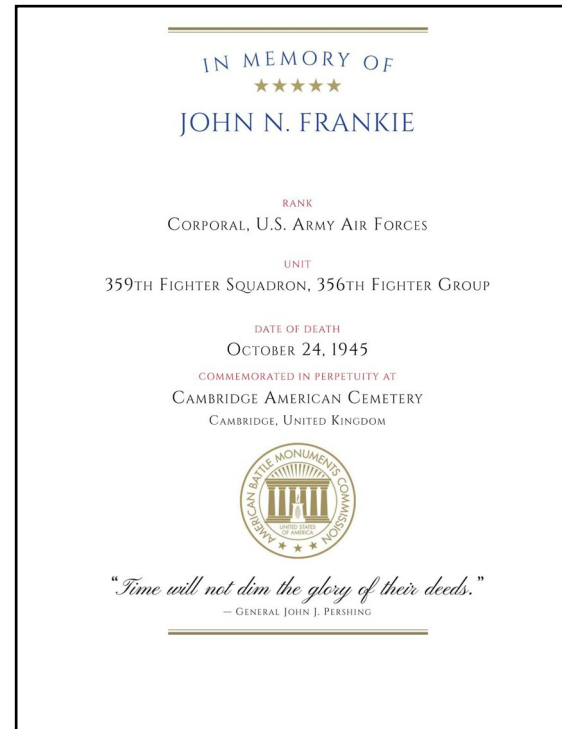 IN MEMORY OF
JOHN N. FRANKIE
RANK
CORPORAL, U.S. ARMY AIR FORCES
UNIT
359TH FIGHTER SQUADRON, 356TH FIGHTER GROUP
DATE OF DEATH
OCTOBER 24, 1945
COMMEMORATED IN PERPETUITY AT
CAMBRIDGE AMERICAN CEMETERY
CAMBRIDGE, UNITED KINGDOM
AMERICAN BATTLE MONUMENTS COMMISSION
UNITED STATES
OF AMERICA
"Time will not dim the glory of their deeds."
— GENERAL JOHN J. PERSHING